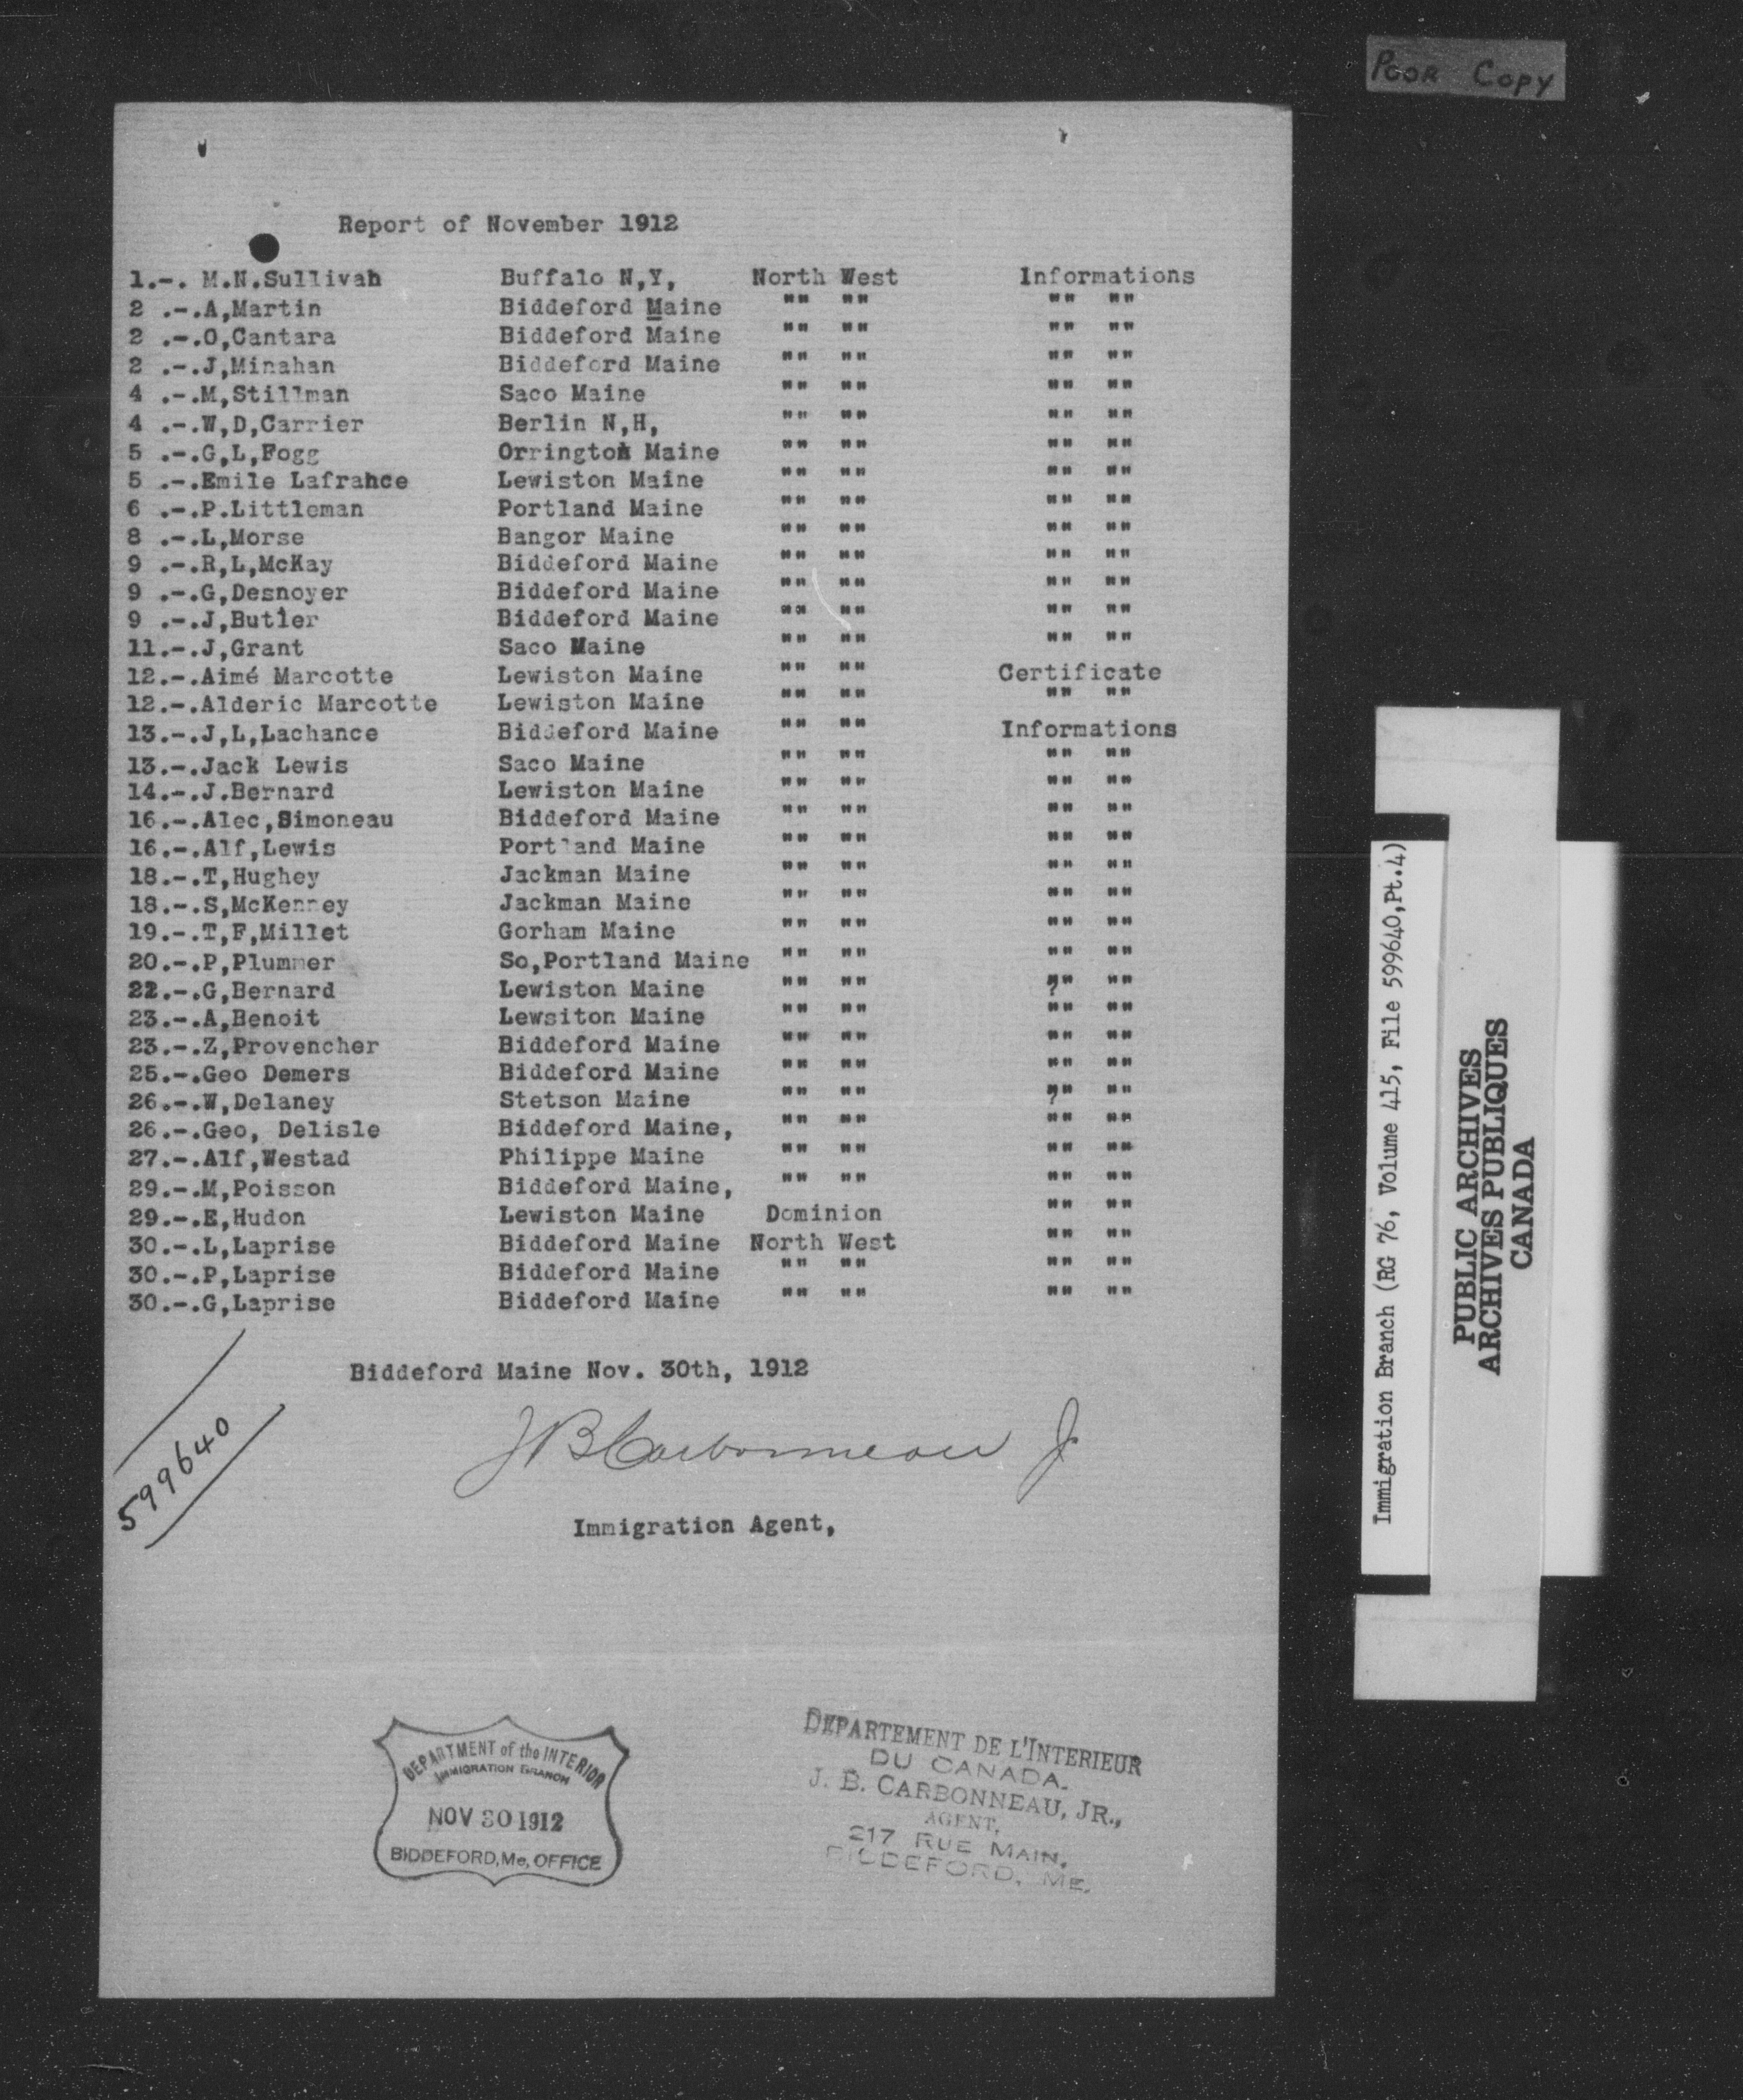 POOR COPY
Report of November 1912
1.-. M.N.Sullivan Buffalo N,Y, North West Informations
2 .-.A,Martin Biddeford Maine "" "" "" ""
2 .-.O,Cantara Biddeford Maine "" "" "" ""
2 .-.J,Minahan Biddeford Maine "" "" "" ""
4 .-.M,Stillman Saco Maine "" "" "" ""
4 .-.W,D,Carrier Berlin N,H, "" "" "" ""
5 .-.G,L,Fogg Orrington Maine "" "" "" ""
5 .-.Emile Lafrance Lewiston Maine "" "" "" ""
6 .-.P.Littleman Portland Maine "" "" "" ""
8 .-.L,Morse Bangor Maine "" "" "" ""
9 .-.R,L,McKay Biddeford Maine "" "" "" ""
9 .-.G,Desnoyer Biddeford Maine "" "" "" ""
9 .-.J,Butler Biddeford Maine "" "" "" ""
11.-.J,Grant Saco Maine "" "" "" ""
12.-.Aimé Marcotte Lewiston Maine "" "" Certificate
12.-.Alderic Marcotte Lewiston Maine "" "" "" ""
13.-.J,L,Lachance Biddeford Maine "" "" Informations
13.-.Jack Lewis Saco Maine "" "" "" ""
14.-.J.Bernard Lewiston Maine "" "" "" ""
16.-.Alec,Simoneau Biddeford Maine "" "" "" ""
16.-.Alf,Lewis Portland Maine "" "" "" ""
18.-.T,Hughey Jackman Maine "" "" "" ""
18.-.S,McKenney Jackman Maine "" "" "" ""
19.-.T,F,Millet Gorham Maine "" "" "" ""
20.-.P,Plummer So,Portland Maine "" "" "" ""
22.-.G,Bernard Lewiston Maine "" "" ?" ""
23.-.A,Benoit Lewsiton Maine "" "" "" ""
23.-.Z,Provencher Biddeford Maine "" "" "" ""
25.-.Geo Demers Biddeford Maine "" "" "" ""
26.-.W,Delaney Stetson Maine "" "" ?" ""
26.-.Geo, Delisle Biddeford Maine, "" "" "" ""
27.-.Alf,Westad Philippe Maine "" "" "" ""
29.-.M,Poisson Biddeford Maine, "" "" "" ""
29.-.E,Hudon Lewiston Maine Dominion "" ""
30.-.L,Laprise Biddeford Maine North West "" ""
30.-.P,Laprise Biddeford Maine "" "" "" ""
30.-.G,Laprise Biddeford Maine "" "" "" ""
Biddeford Maine Nov. 30th, 1912
JBCarbonneau Jr
599640
Immigration Agent,
DEPARTMENT of the INTERIOR
IMMIGRATION BRANCH
NOV 30 1912
BIDDEFORD, Me, OFFICE
DEPARTEMENT DE L'INTERIEUR
DU CANADA.
J. B. CARBONNEAU, JR.,
AGENT,
217 RUE MAIN,
BIDDEFORD, ME.
Immigration Branch (RG 76, Volume 415, File 599640,Pt.4)
PUBLIC ARCHIVES
ARCHIVES PUBLIQUES
CANADA